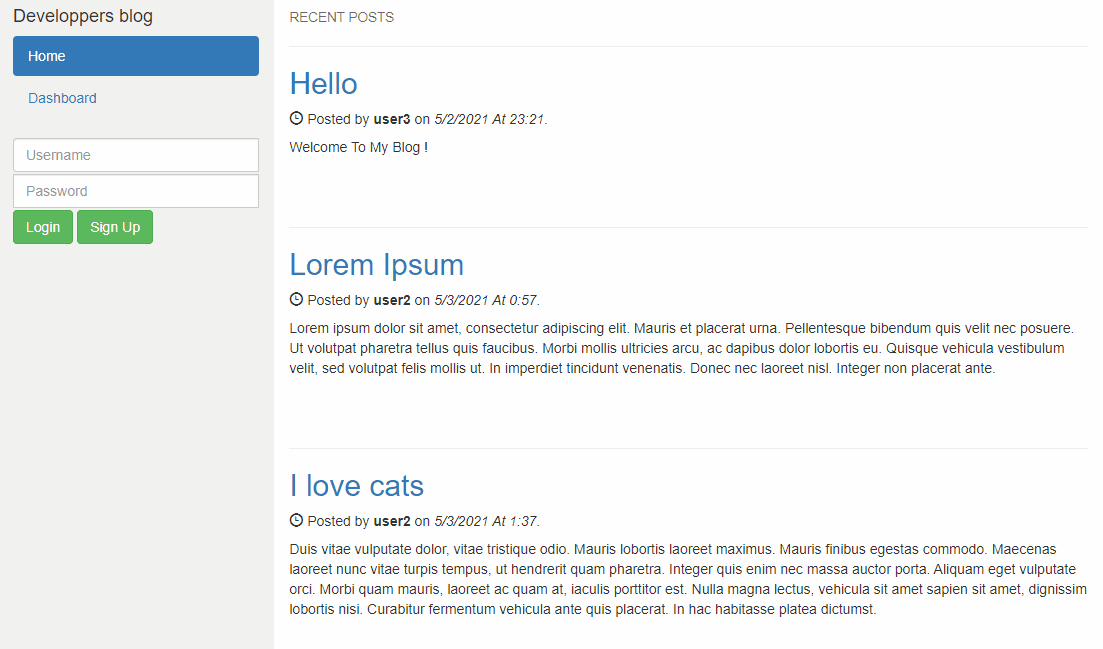 Developpers blog
Home
Dashboard
Username
Password
Login Sign Up
RECENT POSTS
Hello
Posted by user3 on 5/2/2021 At 23:21.
Welcome To My Blog !
Lorem Ipsum
Posted by user2 on 5/3/2021 At 0:57.
Lorem ipsum dolor sit amet, consectetur adipiscing elit. Mauris et placerat urna. Pellentesque bibendum quis velit nec posuere.
Ut volutpat pharetra tellus quis faucibus. Morbi mollis ultricies arcu, ac dapibus dolor lobortis eu. Quisque vehicula vestibulum
velit, sed volutpat felis mollis ut. In imperdiet tincidunt venenatis. Donec nec laoreet nisl. Integer non placerat ante.
I love cats
Posted by user2 on 5/3/2021 At 1:37.
Duis vitae vulputate dolor, vitae tristique odio. Mauris lobortis laoreet maximus. Mauris finibus egestas commodo. Maecenas
laoreet nunc vitae turpis tempus, ut hendrerit quam pharetra. Integer quis enim nec massa auctor porta. Aliquam eget vulputate
orci. Morbi quam mauris, laoreet ac quam at, iaculis porttitor est. Nulla magna lectus, vehicula sit amet sapien sit amet, dignissim
lobortis nisi. Curabitur fermentum vehicula ante quis placerat. In hac habitasse platea dictumst.